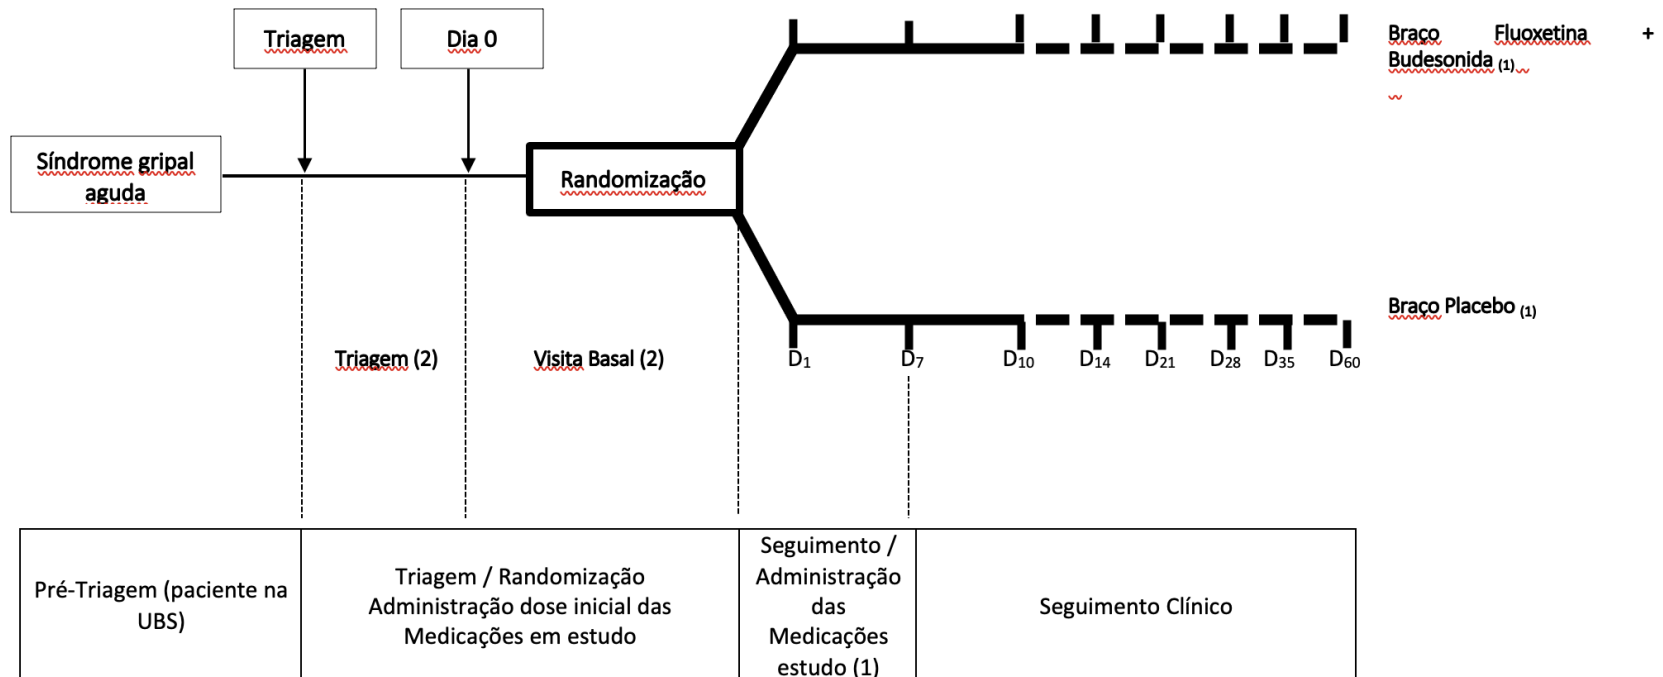 Triagem
Dia 0
Braço Fluoxetina +
Budesonida (1)
Síndrome gripal
aguda
Randomização
Braço Placebo (1)
Triagem (2)
Visita Basal (2)
D1 D7 D10 D14 D21 D28 D35 D60
Pré-Triagem (paciente na
UBS)
Triagem / Randomização
Administração dose inicial das
Medicações em estudo
Seguimento /
Administração
das
Medicações
estudo (1)
Seguimento Clínico